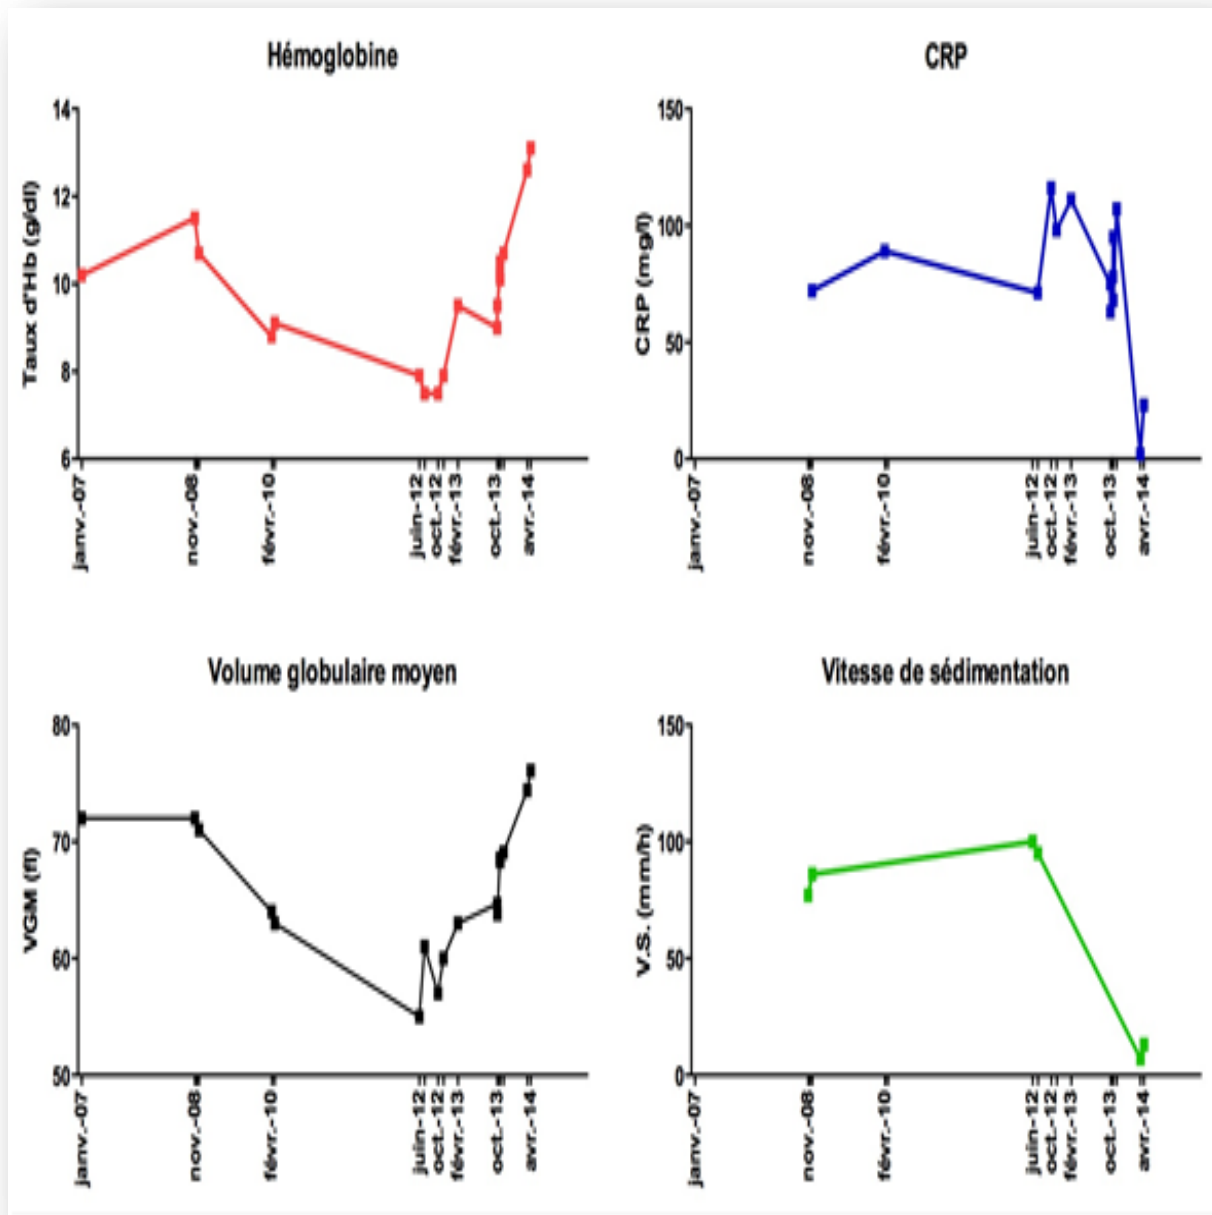 Hémoglobine
Taux d'Hb (g/dl)
14
12
10
8
6
janv.-07
nov.-08
févr.-10
juin-12
oct.-12
févr.-13
oct.-13
avr.-14
CRP
CRP (mg/l)
150
100
50
0
janv.-07
nov.-08
févr.-10
juin-12
oct.-12
févr.-13
oct.-13
avr.-14
Volume globulaire moyen
VGM (fl)
80
70
60
50
janv.-07
nov.-08
févr.-10
juin-12
oct.-12
févr.-13
oct.-13
avr.-14
Vitesse de sédimentation
V.S. (mm/h)
150
100
50
0
janv.-07
nov.-08
févr.-10
juin-12
oct.-12
févr.-13
oct.-13
avr.-14